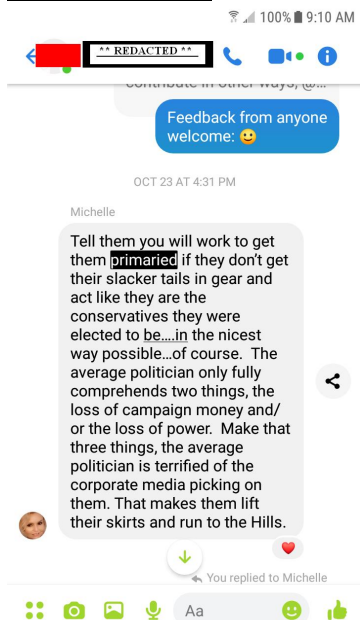 100% 9:10 AM
** REDACTED **
contribute in other ways, @...
Feedback from anyone
welcome:
OCT 23 AT 4:31 PM
Michelle
Tell them you will work to get
them primaried if they don't get
their slacker tails in gear and
act like they are the
conservatives they were
elected to be....in the nicest
way possible...of course. The
average politician only fully
comprehends two things, the
loss of campaign money and/
or the loss of power. Make that
three things, the average
politician is terrified of the
corporate media picking on
them. That makes them lift
their skirts and run to the Hills.
You replied to Michelle
Aa